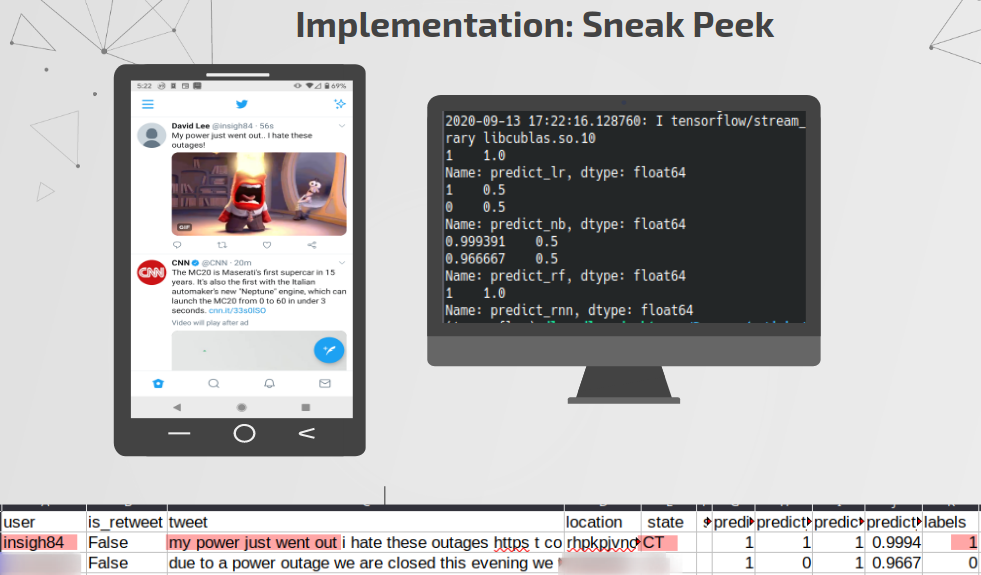 Implementation: Sneak Peek
5:22
69%
David Lee @insigh84 · 56s
My power just went out.. I hate these
outages!
GIF
CNN @CNN · 20m
CNN
The MC20 is Maserati's first supercar in 15
years. It's also the first with the Italian
automaker's new "Neptune" engine, which can
launch the MC20 from 0 to 60 in under 3
seconds. cnn.it/33s0lSO
Video will play after ad
2020-09-13 17:22:16.128760: I tensorflow/stream_
rary libcublas.so.10
1 1.0
Name: predict_lr, dtype: float64
1 0.5
0 0.5
Name: predict_nb, dtype: float64
0.999391 0.5
0.966667 0.5
Name: predict_rf, dtype: float64
1 1.0
Name: predict_rnn, dtype: float64
user is_retweet tweet location state predi predict predic predict labels
insigh84 False my power just went out i hate these outages https t co rhpkpjvnd CT 1 1 1 0.9994 1
False due to a power outage we are closed this evening we 1 0 1 0.9667 0